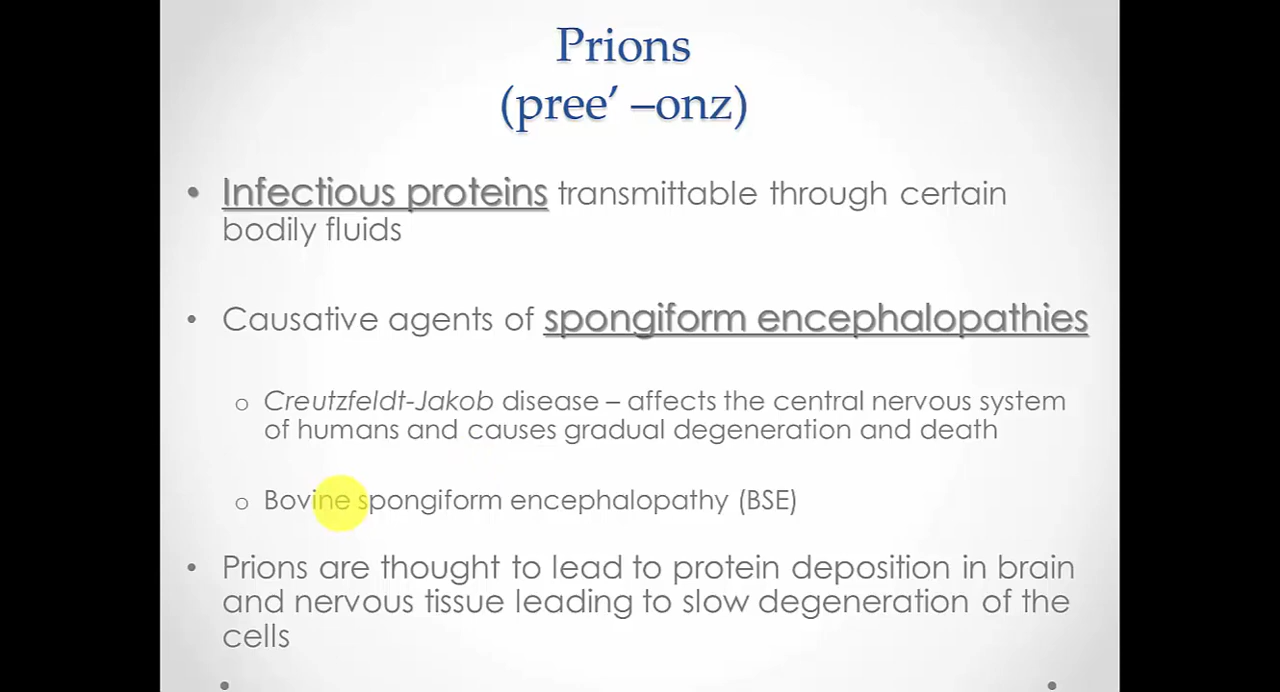 Prions
(pree’ –onz)
• Infectious proteins transmittable through certain
bodily fluids
• Causative agents of spongiform encephalopathies
o Creutzfeldt-Jakob disease – affects the central nervous system
of humans and causes gradual degeneration and death
o Bovine spongiform encephalopathy (BSE)
• Prions are thought to lead to protein deposition in brain
and nervous tissue leading to slow degeneration of the
cells